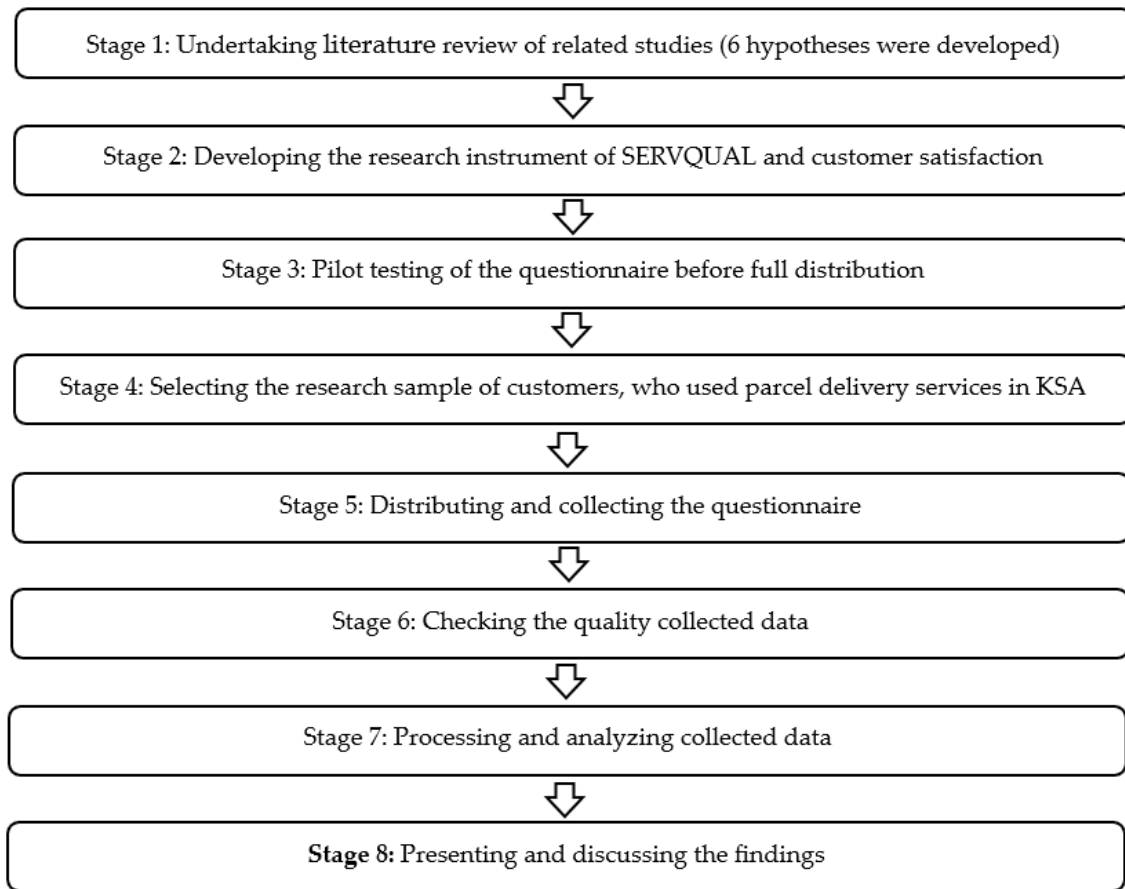 Stage 1: Undertaking literature review of related studies (6 hypotheses were developed)
Stage 2: Developing the research instrument of SERVQUAL and customer satisfaction
Stage 3: Pilot testing of the questionnaire before full distribution
Stage 4: Selecting the research sample of customers, who used parcel delivery services in KSA
Stage 5: Distributing and collecting the questionnaire
Stage 6: Checking the quality collected data
Stage 7: Processing and analyzing collected data
Stage 8: Presenting and discussing the findings